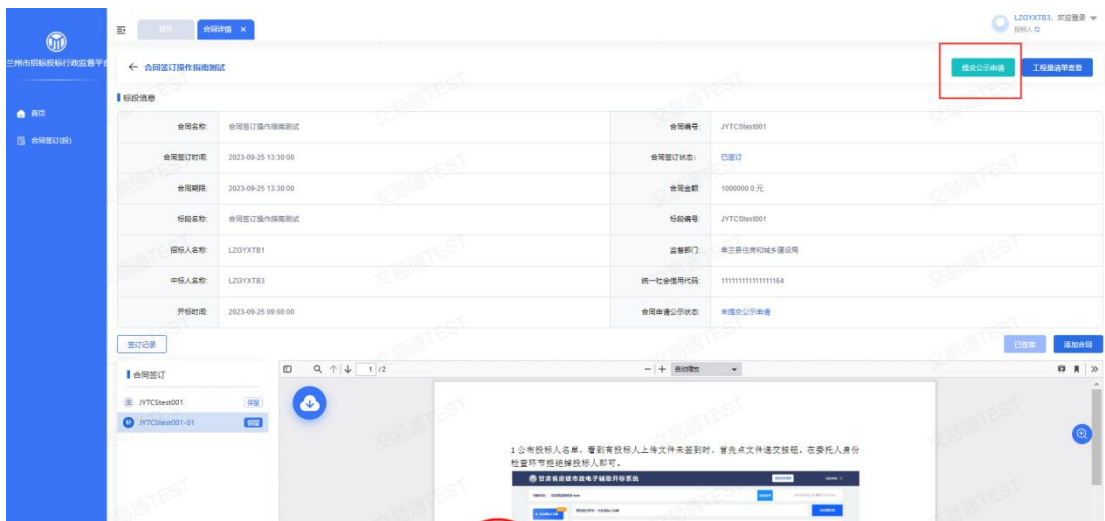 兰州市招标投标行政监督平台
首页
合同签订(投)
首页
合同详情 ×
LZGYXTB3, 欢迎登录
投标人
← 合同签订操作指南测试
提交公示申请
工程量清单查看
标段信息
合同名称: 合同签订操作指南测试 合同编号: JYTCStest001
合同签订时间: 2023-09-25 13:30:00 合同签订状态: 已签订
合同期限: 2023-09-25 13:30:00 合同金额: 1000000.0 元
标段名称: 合同签订操作指南测试 标段编号: JYTCStest001
招标人名称: LZGYXTB1 监督部门: 皋兰县住房和城乡建设局
中标人名称: LZGYXTB3 统一社会信用代码:
开标时间: 2023-09-25 09:00:00 合同申请公示状态: 未提交公示申请
签订记录
已签章
添加合同
合同签订
主 JYTCStest001 保留
补 JYTCStest001-01 保留
1 /2
自动缩放
1 公布投标人名单, 看到有投标人上传文件未签到时, 首先点文件递交按钮. 在委托人身份
检查环节拒绝掉投标人即可.
甘肃省房建市政电子辅助开标系统
交易通TEST